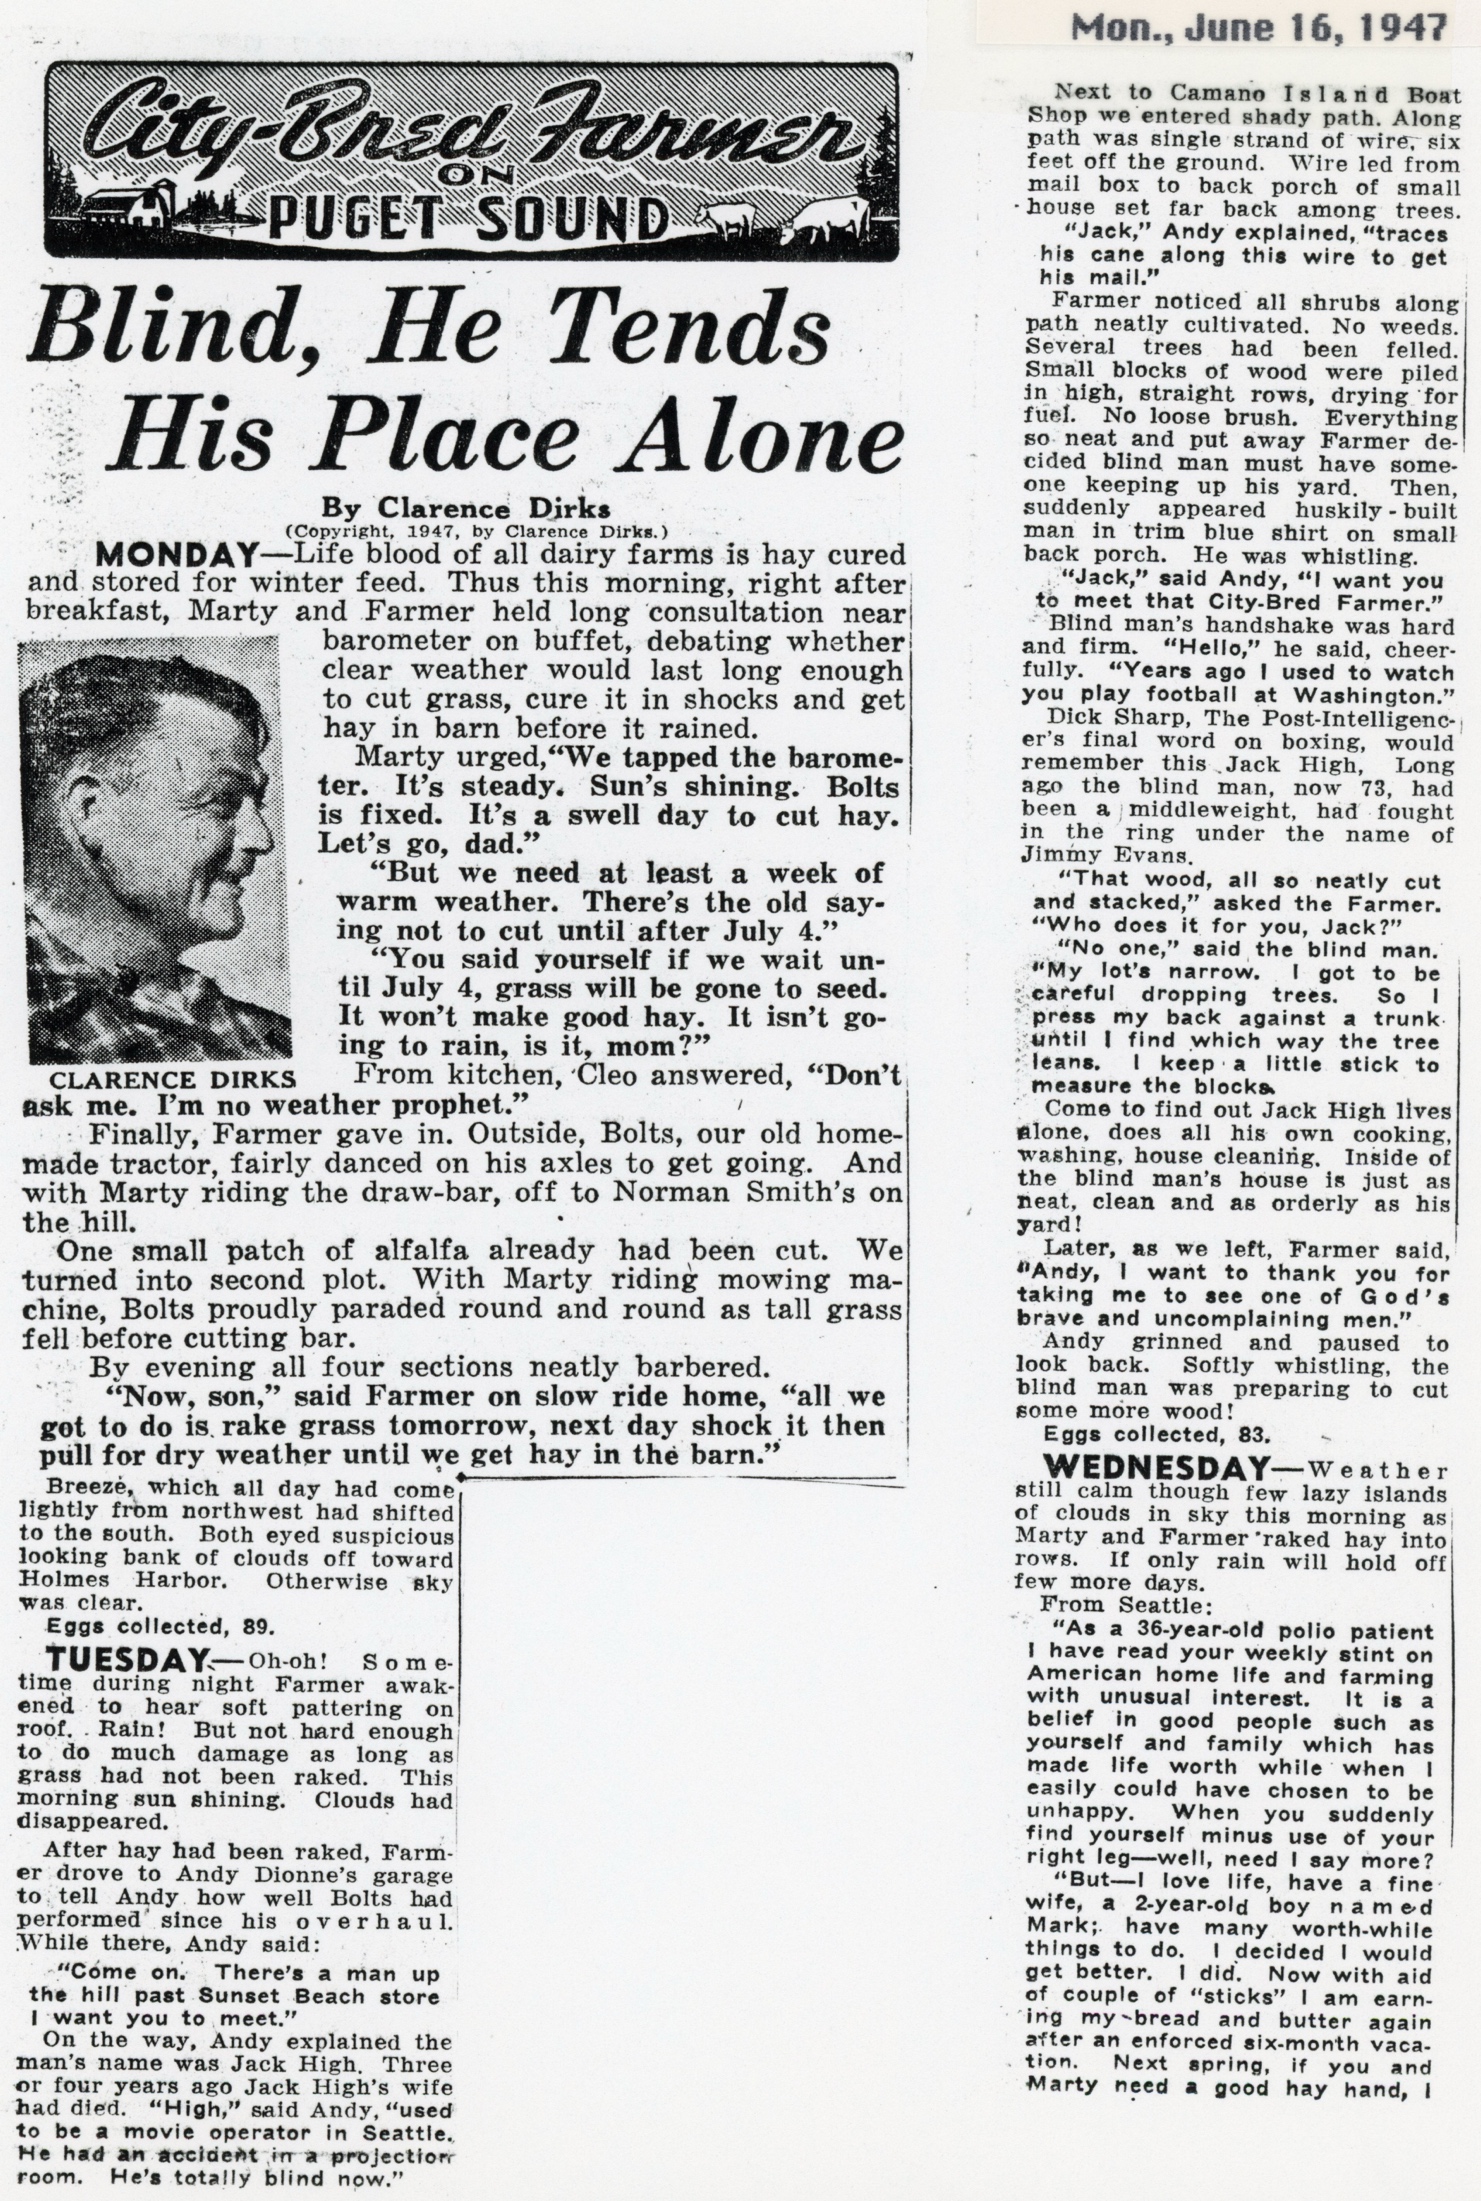 Mon., June 16, 1947
City-Bred Farmer
ON
PUGET SOUND
Blind, He Tends
His Place Alone
By Clarence Dirks
(Copyright, 1947, by Clarence Dirks.)
MONDAY—Life blood of all dairy farms is hay cured
and stored for winter feed. Thus this morning, right after
breakfast, Marty and Farmer held long consultation near
barometer on buffet, debating whether
clear weather would last long enough
to cut grass, cure it in shocks and get
hay in barn before it rained.
Marty urged, “We tapped the barome-
ter. It's steady. Sun's shining. Bolts
is fixed. It's a swell day to cut hay.
Let's go, dad.”
“But we need at least a week of
warm weather. There's the old say-
ing not to cut until after July 4.”
“You said yourself if we wait un-
til July 4, grass will be gone to seed.
It won't make good hay. It isn't go-
ing to rain, is it, mom?”
CLARENCE DIRKS
From kitchen, Cleo answered, “Don't
ask me. I'm no weather prophet.”
Finally, Farmer gave in. Outside, Bolts, our old home-
made tractor, fairly danced on his axles to get going. And
with Marty riding the draw-bar, off to Norman Smith's on
the hill.
One small patch of alfalfa already had been cut. We
turned into second plot. With Marty riding mowing ma-
chine, Bolts proudly paraded round and round as tall grass
fell before cutting bar.
By evening all four sections neatly barbered.
“Now, son,” said Farmer on slow ride home, “all we
got to do is rake grass tomorrow, next day shock it then
pull for dry weather until we get hay in the barn.”
Breeze, which all day had come
lightly from northwest had shifted
to the south. Both eyed suspicious
looking bank of clouds off toward
Holmes Harbor. Otherwise sky
was clear.
Eggs collected, 89.
TUESDAY—Oh-oh! Some-
time during night Farmer awak-
ened to hear soft pattering on
roof. Rain! But not hard enough
to do much damage as long as
grass had not been raked. This
morning sun shining. Clouds had
disappeared.
After hay had been raked, Farm-
er drove to Andy Dionne's garage
to tell Andy how well Bolts had
performed since his overhaul.
While there, Andy said:
“Come on. There's a man up
the hill past Sunset Beach store
I want you to meet.”
On the way, Andy explained the
man's name was Jack High. Three
or four years ago Jack High's wife
had died. “High,” said Andy, “used
to be a movie operator in Seattle.
He had an accident in a projection
room. He's totally blind now.”
Next to Camano Island Boat
Shop we entered shady path. Along
path was single strand of wire, six
feet off the ground. Wire led from
mail box to back porch of small
house set far back among trees.
“Jack,” Andy explained, “traces
his cane along this wire to get
his mail.”
Farmer noticed all shrubs along
path neatly cultivated. No weeds.
Several trees had been felled.
Small blocks of wood were piled
in high, straight rows, drying for
fuel. No loose brush. Everything
so neat and put away Farmer de-
cided blind man must have some-
one keeping up his yard. Then,
suddenly appeared huskily-built
man in trim blue shirt on small
back porch. He was whistling.
“Jack,” said Andy, “I want you
to meet that City-Bred Farmer.”
Blind man's handshake was hard
and firm. “Hello,” he said, cheer-
fully. “Years ago I used to watch
you play football at Washington.”
Dick Sharp, The Post-Intelligenc-
er's final word on boxing, would
remember this Jack High, Long
ago the blind man, now 73, had
been a middleweight, had fought
in the ring under the name of
Jimmy Evans.
“That wood, all so neatly cut
and stacked,” asked the Farmer.
“Who does it for you, Jack?”
“No one,” said the blind man.
“My lot's narrow. I got to be
careful dropping trees. So I
press my back against a trunk
until I find which way the tree
leans. I keep a little stick to
measure the blocks.
Come to find out Jack High lives
alone, does all his own cooking,
washing, house cleaning. Inside of
the blind man's house is just as
neat, clean and as orderly as his
yard!
Later, as we left, Farmer said,
“Andy, I want to thank you for
taking me to see one of God's
brave and uncomplaining men.”
Andy grinned and paused to
look back. Softly whistling, the
blind man was preparing to cut
some more wood!
Eggs collected, 83.
WEDNESDAY—Weather
still calm though few lazy islands
of clouds in sky this morning as
Marty and Farmer raked hay into
rows. If only rain will hold off
few more days.
From Seattle:
“As a 36-year-old polio patient
I have read your weekly stint on
American home life and farming
with unusual interest. It is a
belief in good people such as
yourself and family which has
made life worth while when I
easily could have chosen to be
unhappy. When you suddenly
find yourself minus use of your
right leg—well, need I say more?
“But—I love life, have a fine
wife, a 2-year-old boy named
Mark; have many worth-while
things to do. I decided I would
get better. I did. Now with aid
of couple of “sticks” I am earn-
ing my bread and butter again
after an enforced six-month vaca-
tion. Next spring, if you and
Marty need a good hay hand, I